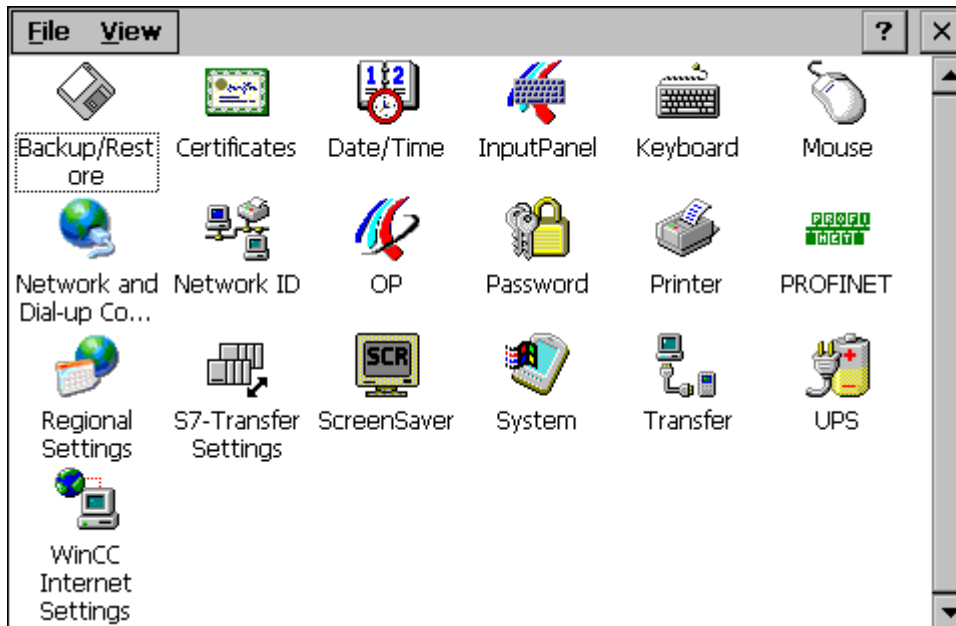 File View ? ×
Backup/Rest
ore
Certificates
Date/Time
1 2
InputPanel
Keyboard
Mouse
Network and
Dial-up Co...
Network ID
OP
Password
Printer
PROFI
NET
PROFINET
Regional
Settings
S7-Transfer
Settings
SCR
ScreenSaver
System
Transfer
UPS
WinCC
Internet
Settings